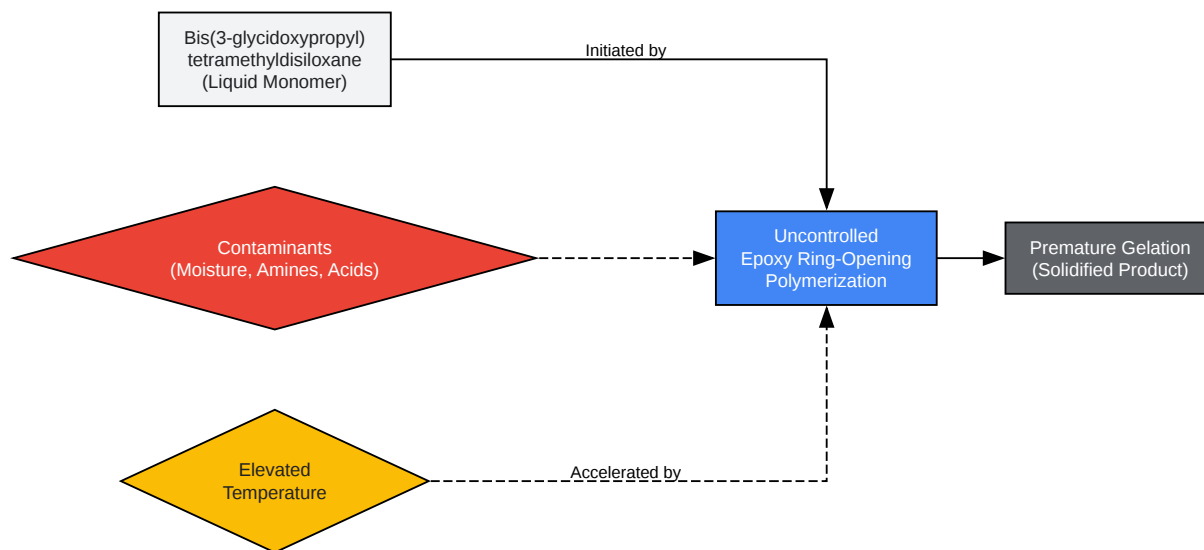 Bis(3-glycidoxypropyl)
tetramethyldisiloxane
(Liquid Monomer)
Initiated by
Contaminants
(Moisture, Amines, Acids)
Uncontrolled
Epoxy Ring-Opening
Polymerization
Premature Gelation
(Solidified Product)
Elevated
Temperature
Accelerated by